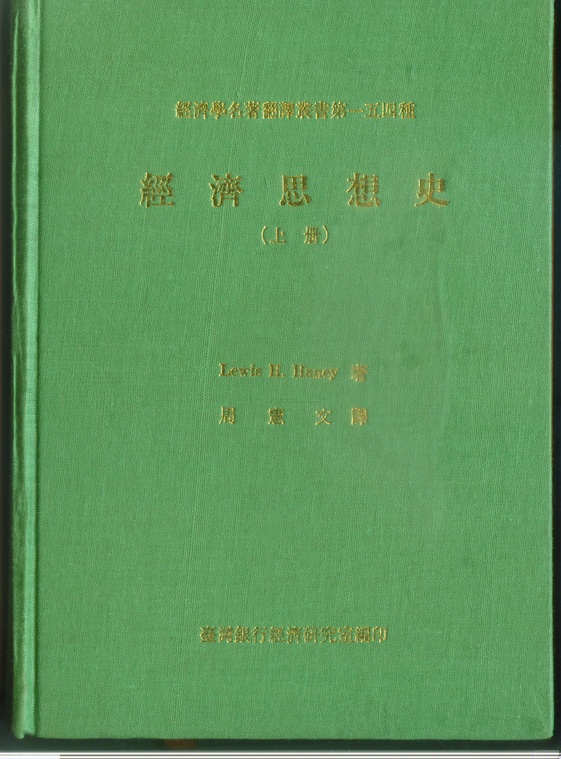 經濟學名著翻譯叢書第一五四種
經濟思想史
(上册)
Lewis H. Haney 著
周憲文譯
臺灣銀行經濟研究室編印